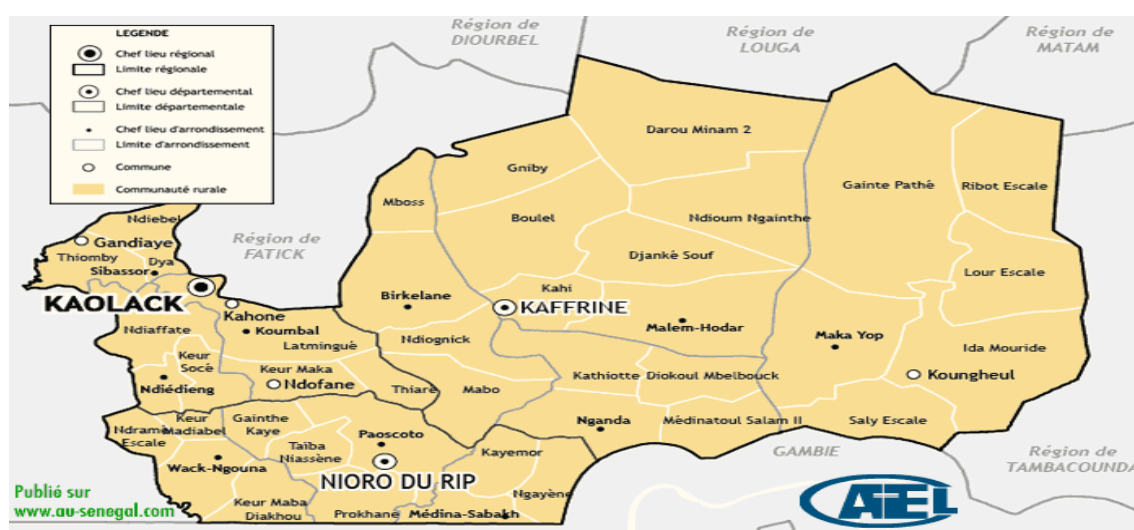 Région de
DIOURBEL
Région de
LOUGA
Région de
MATAM
LEGENDE
Chef lieu régional
Limite régionale
Chef lieu départemental
Limite départementale
Chef lieu d'arrondissement
Limite d'arrondissement
Commune
Communauté rurale
Darou Minam 2
Gniby
Gainte Pathé
Ribot Escale
Mboss
Boulel
Ndioum Ngainthe
Ndiebel
Gandiaye
Région de
FATICK
Thiomby
Dya
Sibassor
Djanké Souf
Lour Escale
KAOLACK
Birkelane
Kahi
KAFFRINE
Kahone
Ndiaffate
Koumbal
Latmingué
Ndiognick
Malem-Hodar
Maka Yop
Ida Mouride
Keur
Socé
Keur Maka
Ndofane
Ndiédieng
Thiaré
Mabo
Kathiotte
Diokoul Mbelbouck
Koungheul
Keur
Madiabel
Gainthe
Kaye
Ndrame
Escale
Nganda
Médinatoul Salam II
Saly Escale
Paoscoto
Taïba
Niassène
Kayemor
GAMBIE
Région de
TAMBACOUNDA
Wack-Ngouna
NIORO DU RIP
Keur Maba
Diakhou
Prokhane
Ngayène
Médina-Sabakh
Publié sur
www.au-senegal.com
AEL